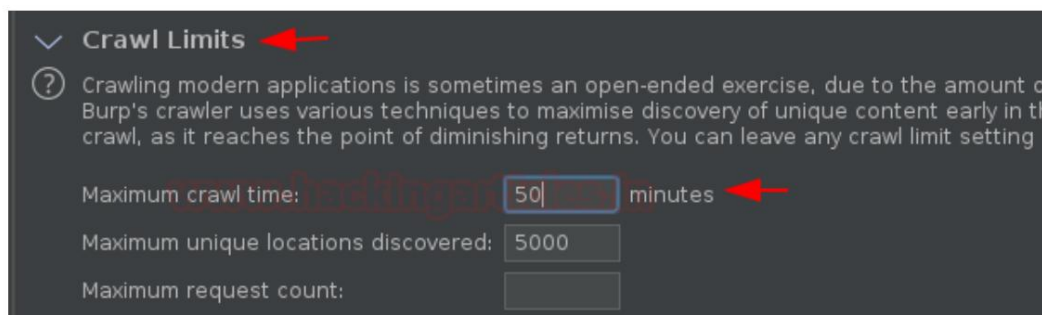 Crawl Limits
Crawling modern applications is sometimes an open-ended exercise, due to the amount
Burp's crawler uses various techniques to maximise discovery of unique content early in
crawl, as it reaches the point of diminishing returns. You can leave any crawl limit setting
Maximum crawl time: 50 minutes
Maximum unique locations discovered: 5000
Maximum request count: